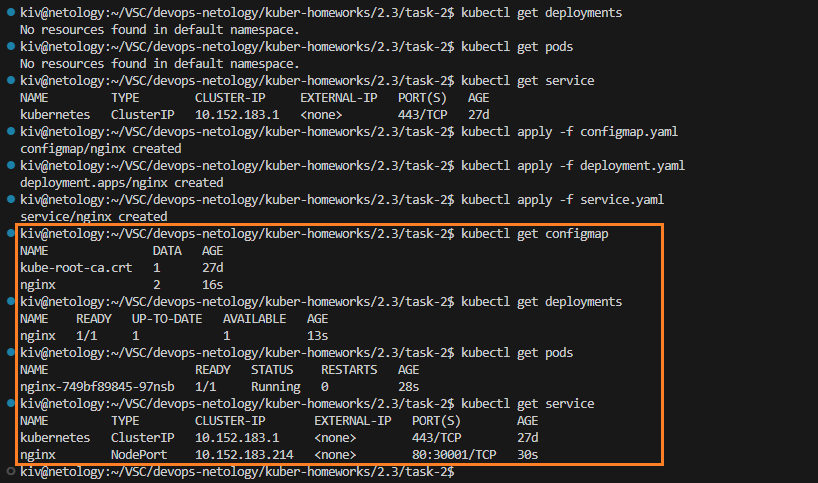 kiv@netology:~/VSC/devops-netology/kuber-homeworks/2.3/task-2$ kubectl get deployments
No resources found in default namespace.
kiv@netology:~/VSC/devops-netology/kuber-homeworks/2.3/task-2$ kubectl get pods
No resources found in default namespace.
kiv@netology:~/VSC/devops-netology/kuber-homeworks/2.3/task-2$ kubectl get service
NAME         TYPE        CLUSTER-IP     EXTERNAL-IP   PORT(S)   AGE
kubernetes   ClusterIP   10.152.183.1   <none>        443/TCP   27d
kiv@netology:~/VSC/devops-netology/kuber-homeworks/2.3/task-2$ kubectl apply -f configmap.yaml
configmap/nginx created
kiv@netology:~/VSC/devops-netology/kuber-homeworks/2.3/task-2$ kubectl apply -f deployment.yaml
deployment.apps/nginx created
kiv@netology:~/VSC/devops-netology/kuber-homeworks/2.3/task-2$ kubectl apply -f service.yaml
service/nginx created
kiv@netology:~/VSC/devops-netology/kuber-homeworks/2.3/task-2$ kubectl get configmap
NAME               DATA   AGE
kube-root-ca.crt   1      27d
nginx              2      16s
kiv@netology:~/VSC/devops-netology/kuber-homeworks/2.3/task-2$ kubectl get deployments
NAME    READY   UP-TO-DATE   AVAILABLE   AGE
nginx   1/1     1            1           13s
kiv@netology:~/VSC/devops-netology/kuber-homeworks/2.3/task-2$ kubectl get pods
NAME                     READY   STATUS    RESTARTS   AGE
nginx-749bf89845-97nsb   1/1     Running   0          28s
kiv@netology:~/VSC/devops-netology/kuber-homeworks/2.3/task-2$ kubectl get service
NAME         TYPE        CLUSTER-IP       EXTERNAL-IP   PORT(S)        AGE
kubernetes   ClusterIP   10.152.183.1     <none>        443/TCP        27d
nginx        NodePort    10.152.183.214   <none>        80:30001/TCP   30s
kiv@netology:~/VSC/devops-netology/kuber-homeworks/2.3/task-2$